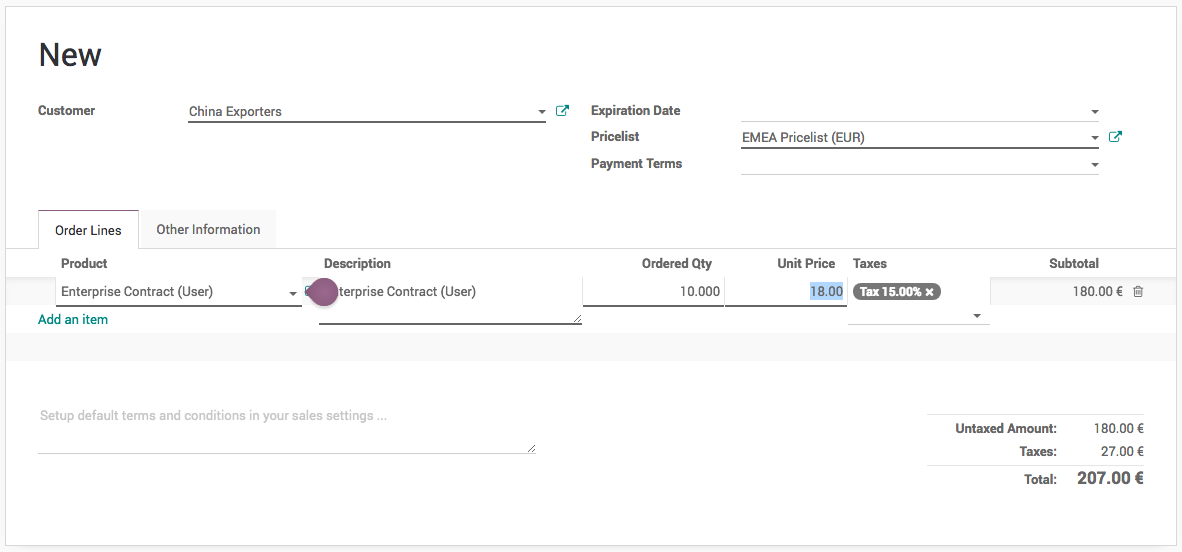 New
Customer China Exporters
Expiration Date
Pricelist EMEA Pricelist (EUR)
Payment Terms
Order Lines Other Information
Product Description Ordered Qty Unit Price Taxes Subtotal
Enterprise Contract (User) terprise Contract (User) 10.000 18.00 Tax 15.00% × 180.00 €
Add an item
Setup default terms and conditions in your sales settings ...
Untaxed Amount: 180.00 €
Taxes: 27.00 €
Total: 207.00 €